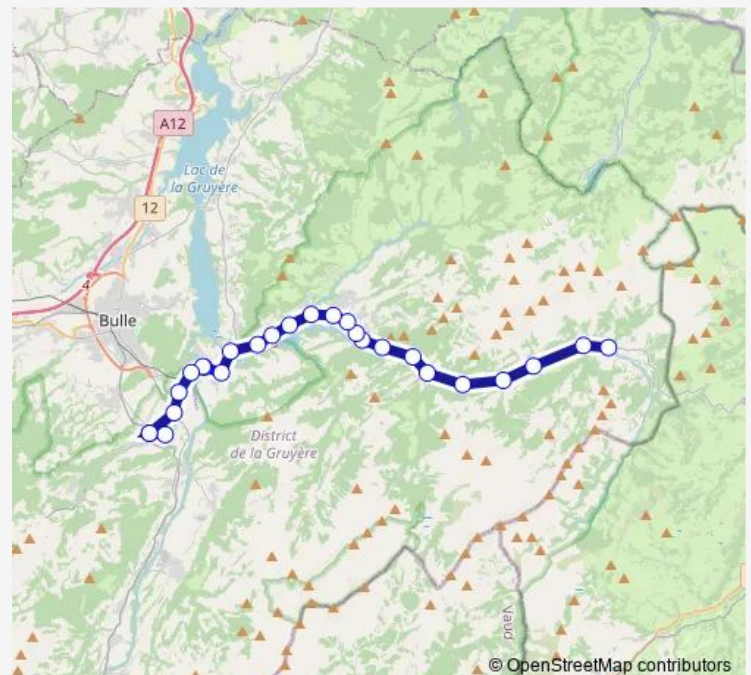 A12
Lac de
la Gruyère
12
4
Bulle
District
de la Gruyère
Vaud
© OpenStreetMap contributors